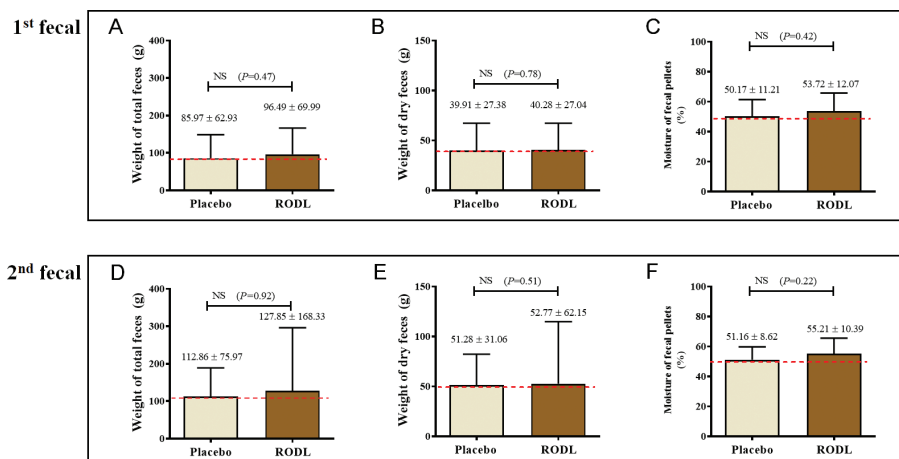 1st fecal
A
Weight of total feces (g)
400
300
200
100
0
NS (P=0.47)
85.97 ± 62.93
96.49 ± 69.99
Placebo
RODL
B
Weight of dry feces (g)
150
100
50
0
NS (P=0.78)
39.91 ± 27.38
40.28 ± 27.04
Placelbo
RODL
C
Moisture of fecal pellets
(%)
100
80
60
40
20
0
NS (P=0.42)
50.17 ± 11.21
53.72 ± 12.07
Placebo
RODL
2nd fecal
D
Weight of total feces (g)
400
300
200
100
0
NS (P=0.92)
112.86 ± 75.97
127.85 ± 168.33
Placebo
RODL
E
Weight of dry feces (g)
150
100
50
0
NS (P=0.51)
51.28 ± 31.06
52.77 ± 62.15
Placebo
RODL
F
Moisture of fecal pellets
(%)
100
80
60
40
20
0
NS (P=0.22)
51.16 ± 8.62
55.21 ± 10.39
Placebo
RODL